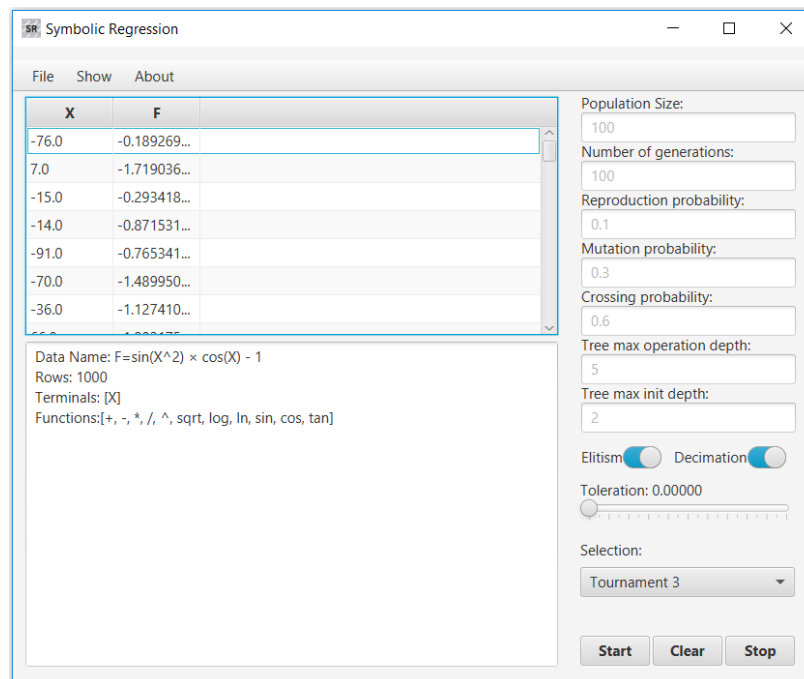 SR Symbolic Regression
File Show About
X F
-76.0 -0.189269...
7.0 -1.719036...
-15.0 -0.293418...
-14.0 -0.871531...
-91.0 -0.765341...
-70.0 -1.489950...
-36.0 -1.127410...
Data Name: F=sin(X^2) × cos(X) - 1
Rows: 1000
Terminals: [X]
Functions:[+, -, *, /, ^, sqrt, log, ln, sin, cos, tan]
Population Size:
100
Number of generations:
100
Reproduction probability:
0.1
Mutation probability:
0.3
Crossing probability:
0.6
Tree max operation depth:
5
Tree max init depth:
2
Elitism Decimation
Toleration: 0.00000
Selection:
Tournament 3
Start Clear Stop